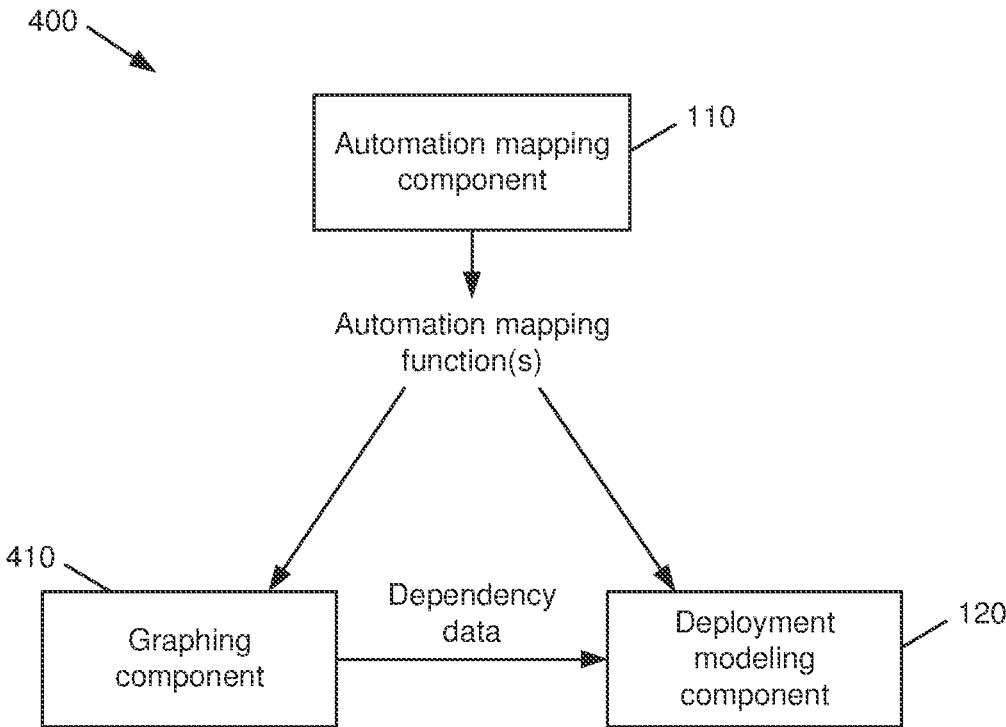 400
110
Automation mapping
component
Automation mapping
function(s)
410
Dependency
data
120
Graphing
component
Deployment
modeling
component